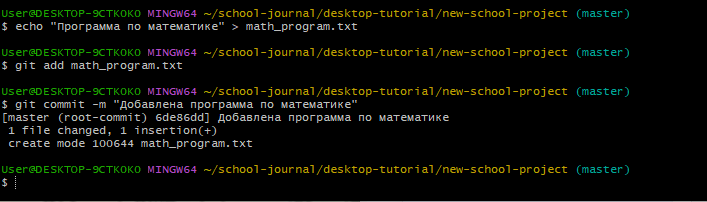 User@DESKTOP-9CTKOKO MINGW64 ~/school-journal/desktop-tutorial/new-school-project (master)
$ echo "Программа по математике" > math_program.txt
User@DESKTOP-9CTKOKO MINGW64 ~/school-journal/desktop-tutorial/new-school-project (master)
$ git add math_program.txt
User@DESKTOP-9CTKOKO MINGW64 ~/school-journal/desktop-tutorial/new-school-project (master)
$ git commit -m "Добавлена программа по математике"
[master (root-commit) 6de86dd] Добавлена программа по математике
 1 file changed, 1 insertion(+)
 create mode 100644 math_program.txt
User@DESKTOP-9CTKOKO MINGW64 ~/school-journal/desktop-tutorial/new-school-project (master)
$